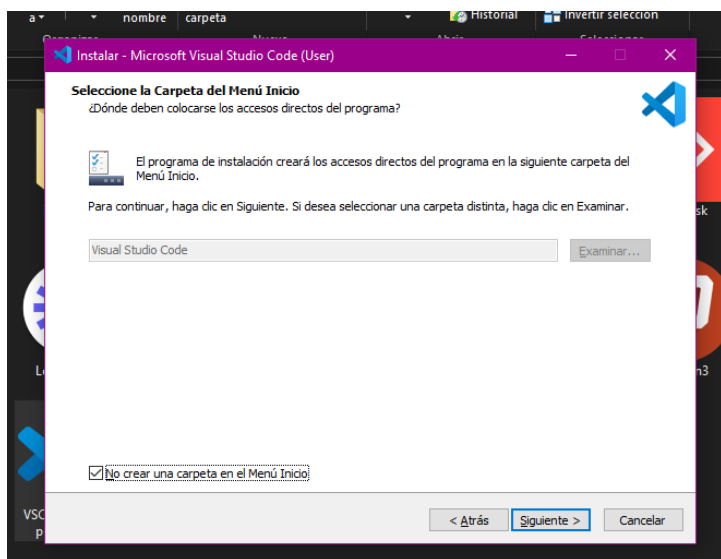 a
nombre
carpeta
Historial
Invertir selección
Instalar - Microsoft Visual Studio Code (User)
Seleccione la Carpeta del Menú Inicio
¿Dónde deben colocarse los accesos directos del programa?
El programa de instalación creará los accesos directos del programa en la siguiente carpeta del
Menú Inicio.
Para continuar, haga clic en Siguiente. Si desea seleccionar una carpeta distinta, haga clic en Examinar.
Visual Studio Code
Examinar...
sk
n3
No crear una carpeta en el Menú Inicio
VSC
p
< Atrás
Siguiente >
Cancelar